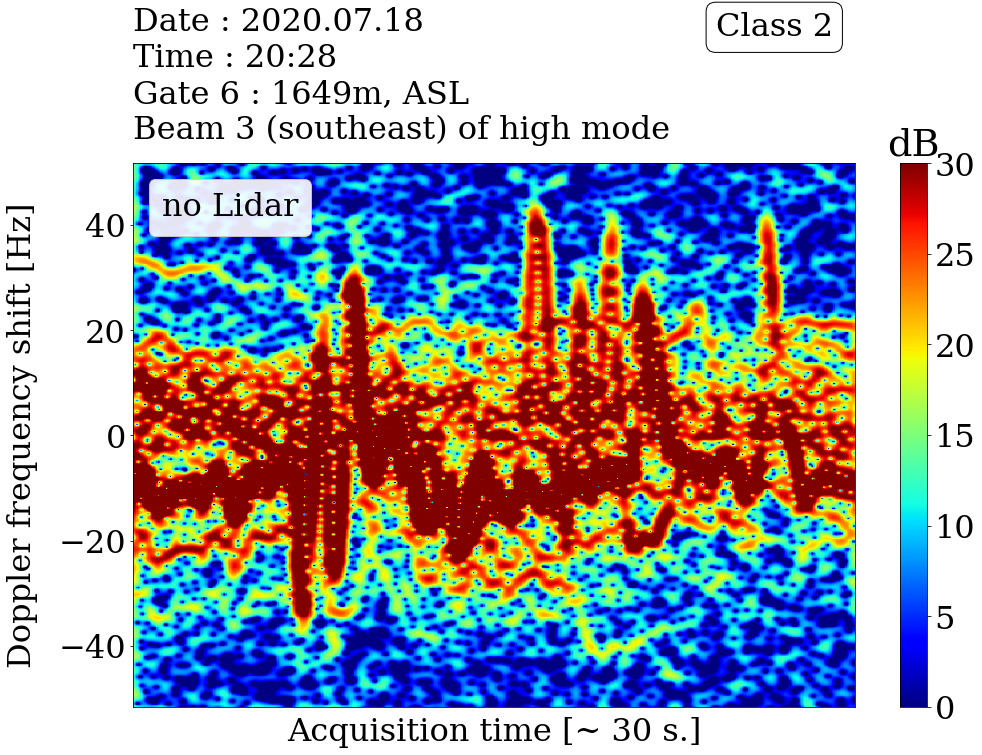 Date : 2020.07.18
Time : 20:28
Gate 6 : 1649m, ASL
Beam 3 (southeast) of high mode
Class 2
dB
no Lidar
Doppler frequency shift [Hz]
40
20
0
−20
−40
30
25
20
15
10
5
0
Acquisition time [~ 30 s.]